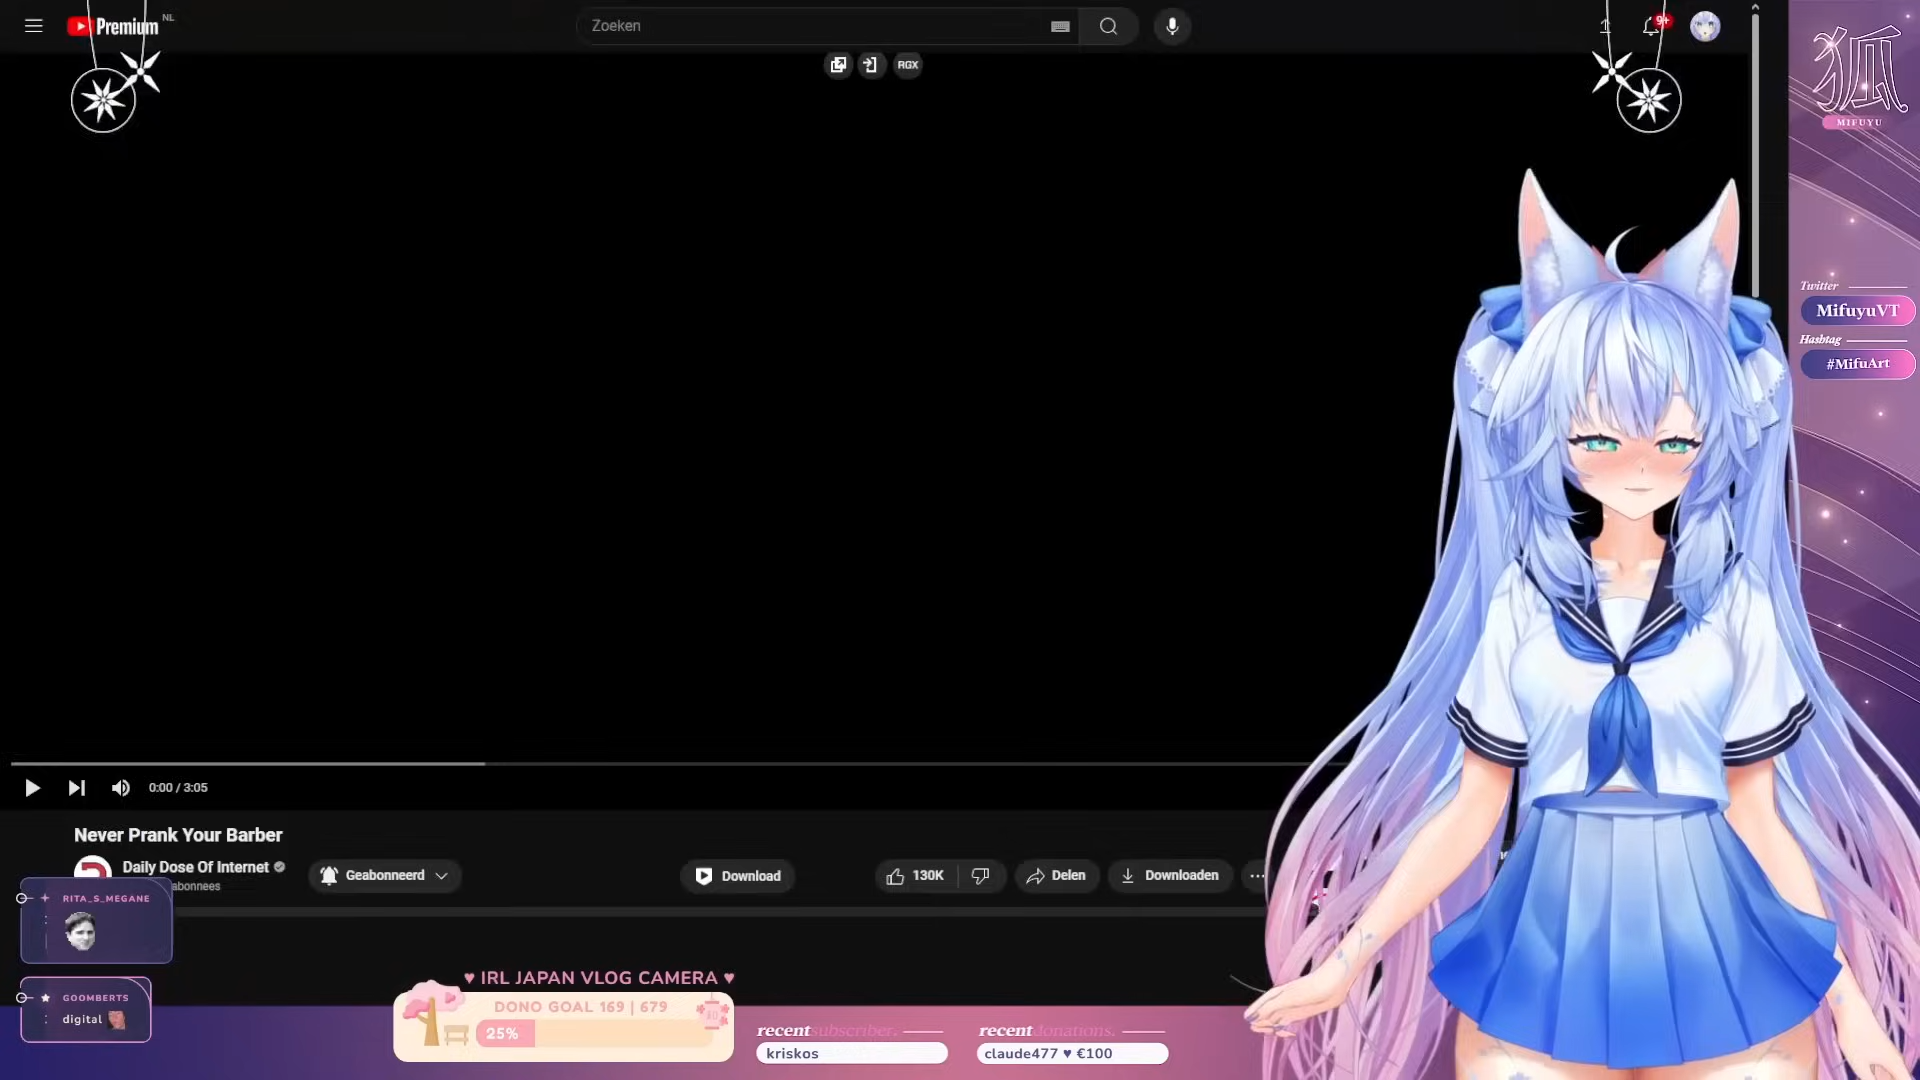 Premium NL
Zoeken
9+
RGX
狐
MIFUYU
Twitter
MifuyuVT
Hashtag
#MifuArt
0:00 / 3:05
Never Prank Your Barber
Daily Dose Of Internet
abonnees
Geabonneerd
Download
130K
Delen
Downloaden
RITA_S_MEGANE
:
GOOMBERTS
: digital
♥ IRL JAPAN VLOG CAMERA ♥
DONO GOAL 169 | 679
25%
recent subscriber.
kriskos
recent donations.
claude477 ♥ €100